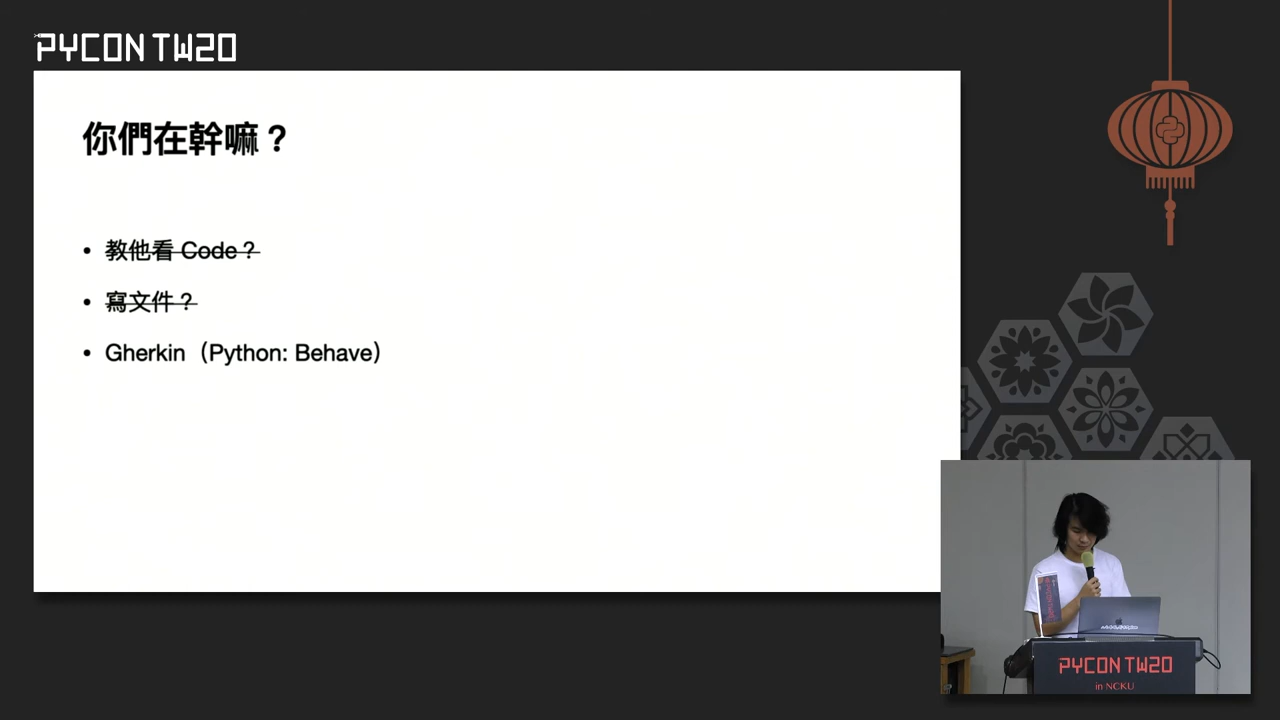 PYCON TW20
你們在幹嘛？
• 教他看 Code？
• 寫文件？
• Gherkin（Python: Behave）
PYCON TW20
in NCKU